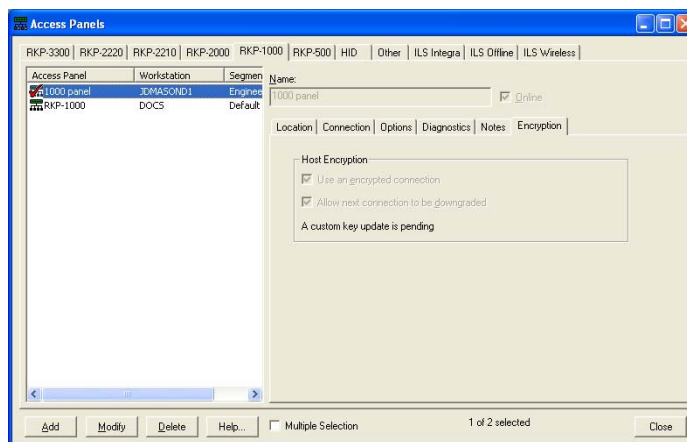 Access Panels
RKP-3300 RKP-2220 RKP-2210 RKP-2000 RKP-1000 RKP-500 HID Other ILS Integra ILS Offline ILS Wireless
Access Panel Workstation Segmen
1000 panel JDMASOND1 Enginee
RKP-1000 DOCS Default
Name:
1000 panel Online
Location Connection Options Diagnostics Notes Encryption
Host Encryption
Use an encrypted connection
Allow next connection to be downgraded
A custom key update is pending
Add Modify Delete Help... Multiple Selection 1 of 2 selected Close